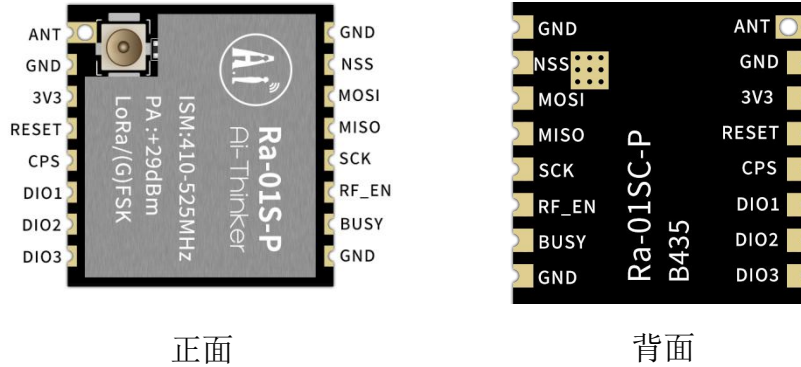 ANT
GND
3V3
RESET
CPS
DIO1
DIO2
DIO3
Ai
Ra-01S-P
Ai-Thinker
ISM:410-525MHz
PA:+29dBm
LoRa/(G)FSK
GND
NSS
MOSI
MISO
SCK
RF_EN
BUSY
GND
正面
GND
NSS
MOSI
MISO
SCK
RF_EN
BUSY
GND
Ra-01SC-P
B435
ANT
GND
3V3
RESET
CPS
DIO1
DIO2
DIO3
背面